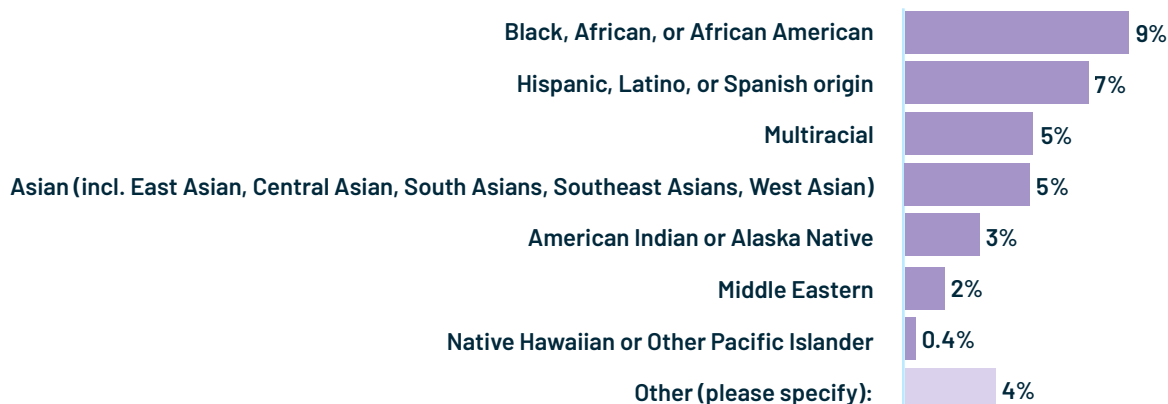 Black, African, or African American 9%
Hispanic, Latino, or Spanish origin 7%
Multiracial 5%
Asian (incl. East Asian, Central Asian, South Asians, Southeast Asians, West Asian) 5%
American Indian or Alaska Native 3%
Middle Eastern 2%
Native Hawaiian or Other Pacific Islander 0.4%
Other (please specify): 4%